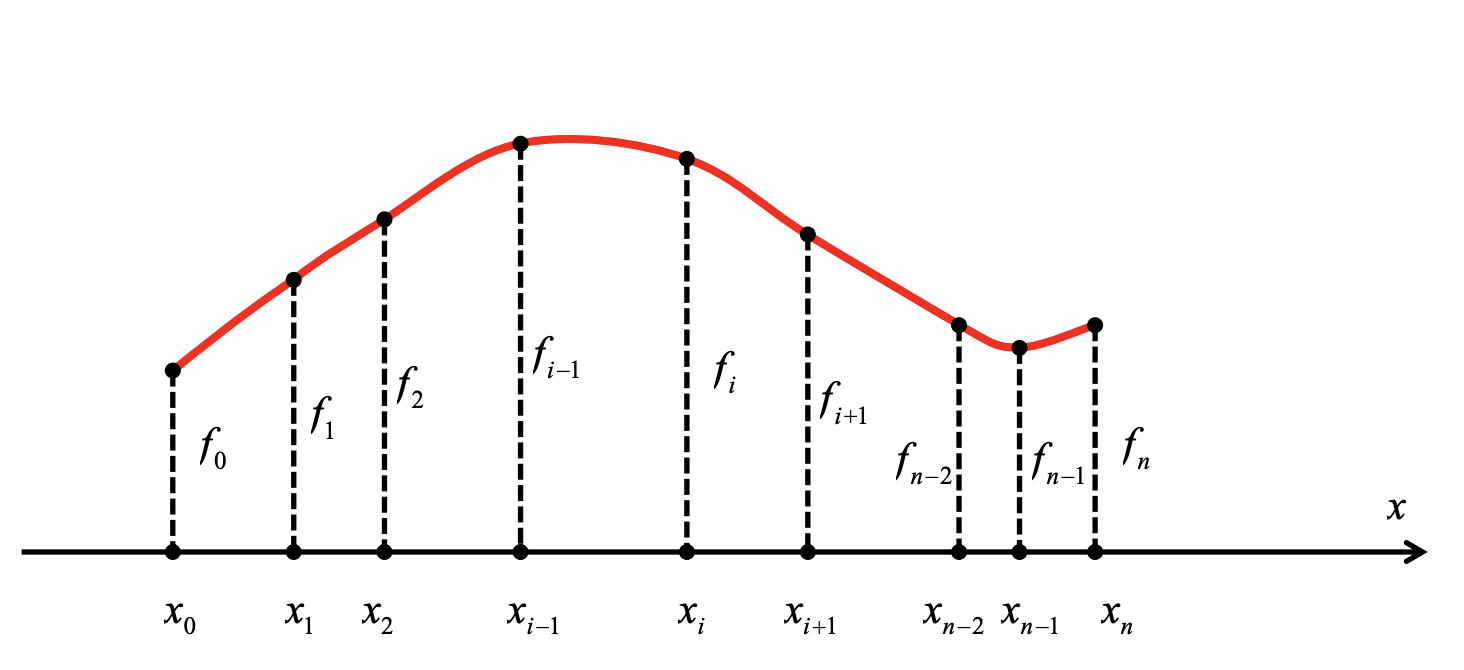 f_{i−1}
f_i
f_2
f_{i+1}
f_1
f_0
f_{n−2}
f_{n−1}
f_n
x
x_0 x_1 x_2 x_{i−1} x_i x_{i+1} x_{n−2} x_{n−1} x_n